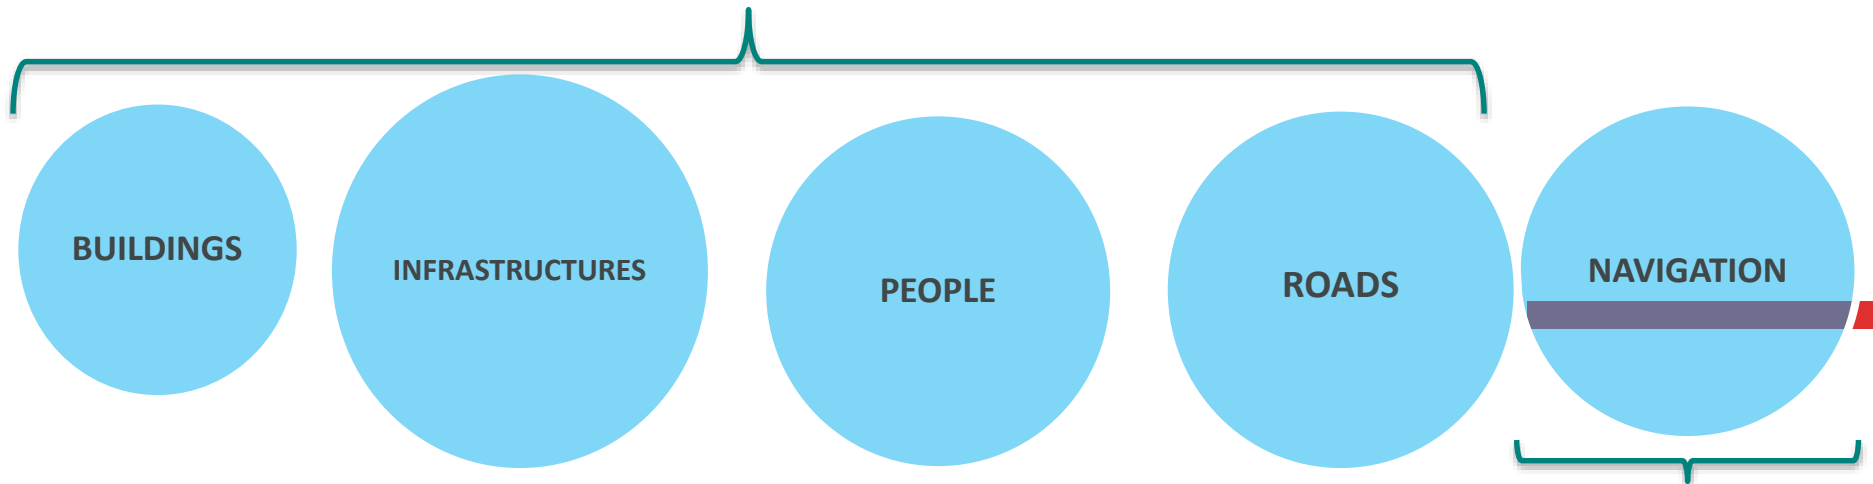 BUILDINGS
INFRASTRUCTURES
PEOPLE
ROADS
NAVIGATION